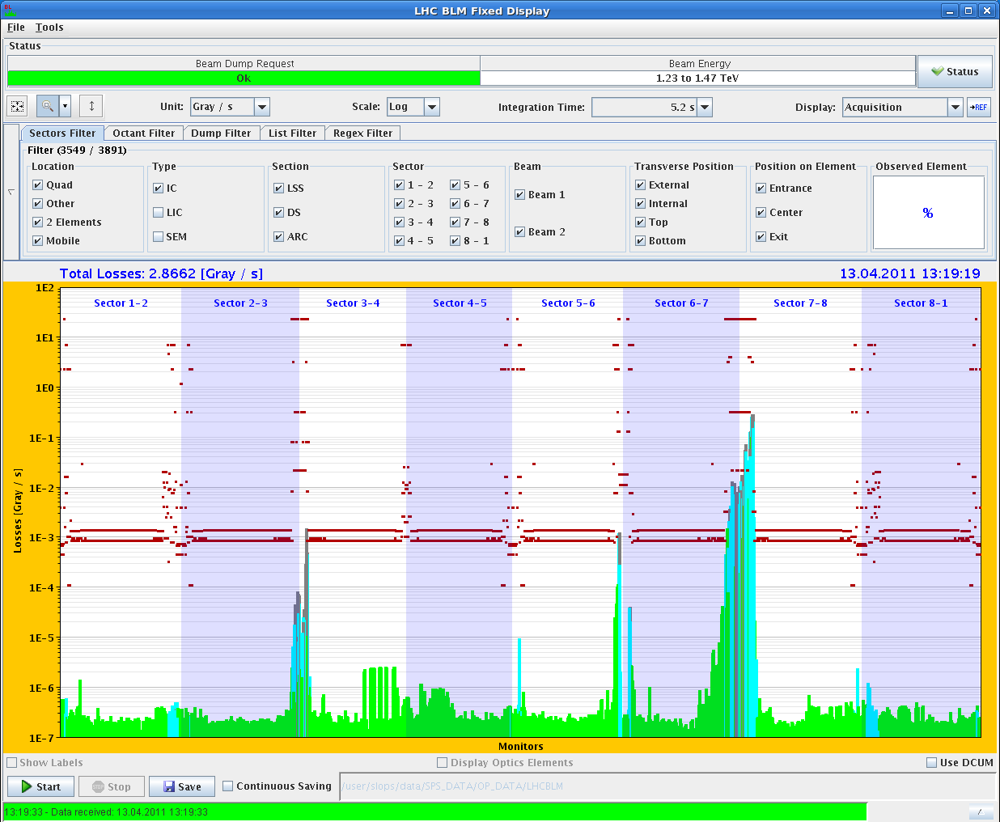 BL
LHC BLM Fixed Display
File Tools
Status
Beam Dump Request Beam Energy
Ok 1.23 to 1.47 TeV
Status
Unit: Gray / s Scale: Log Integration Time: 5.2 s Display: Acquisition REF
Sectors Filter Octant Filter Dump Filter List Filter Regex Filter
Filter (3549 / 3891)
Location Type Section Sector Beam Transverse Position Position on Element Observed Element
Quad IC LSS 1 - 2 5 - 6 Beam 1 External Entrance
Other LIC DS 2 - 3 6 - 7 Beam 2 Internal Center
2 Elements SEM ARC 3 - 4 7 - 8 Top Exit
Mobile 4 - 5 8 - 1 Bottom
%
Total Losses: 2.8662 [Gray / s] 13.04.2011 13:19:19
Sector 1-2 Sector 2-3 Sector 3-4 Sector 4-5 Sector 5-6 Sector 6-7 Sector 7-8 Sector 8-1
1E2
1E1
1E0
1E-1
1E-2
1E-3
1E-4
1E-5
1E-6
1E-7
Losses [Gray / s]
Monitors
Show Labels Display Optics Elements Use DCUM
Start Stop Save Continuous Saving /user/slops/data/SPS_DATA/OP_DATA/LHCBLM
13:19:33 - Data received: 13.04.2011 13:19:33